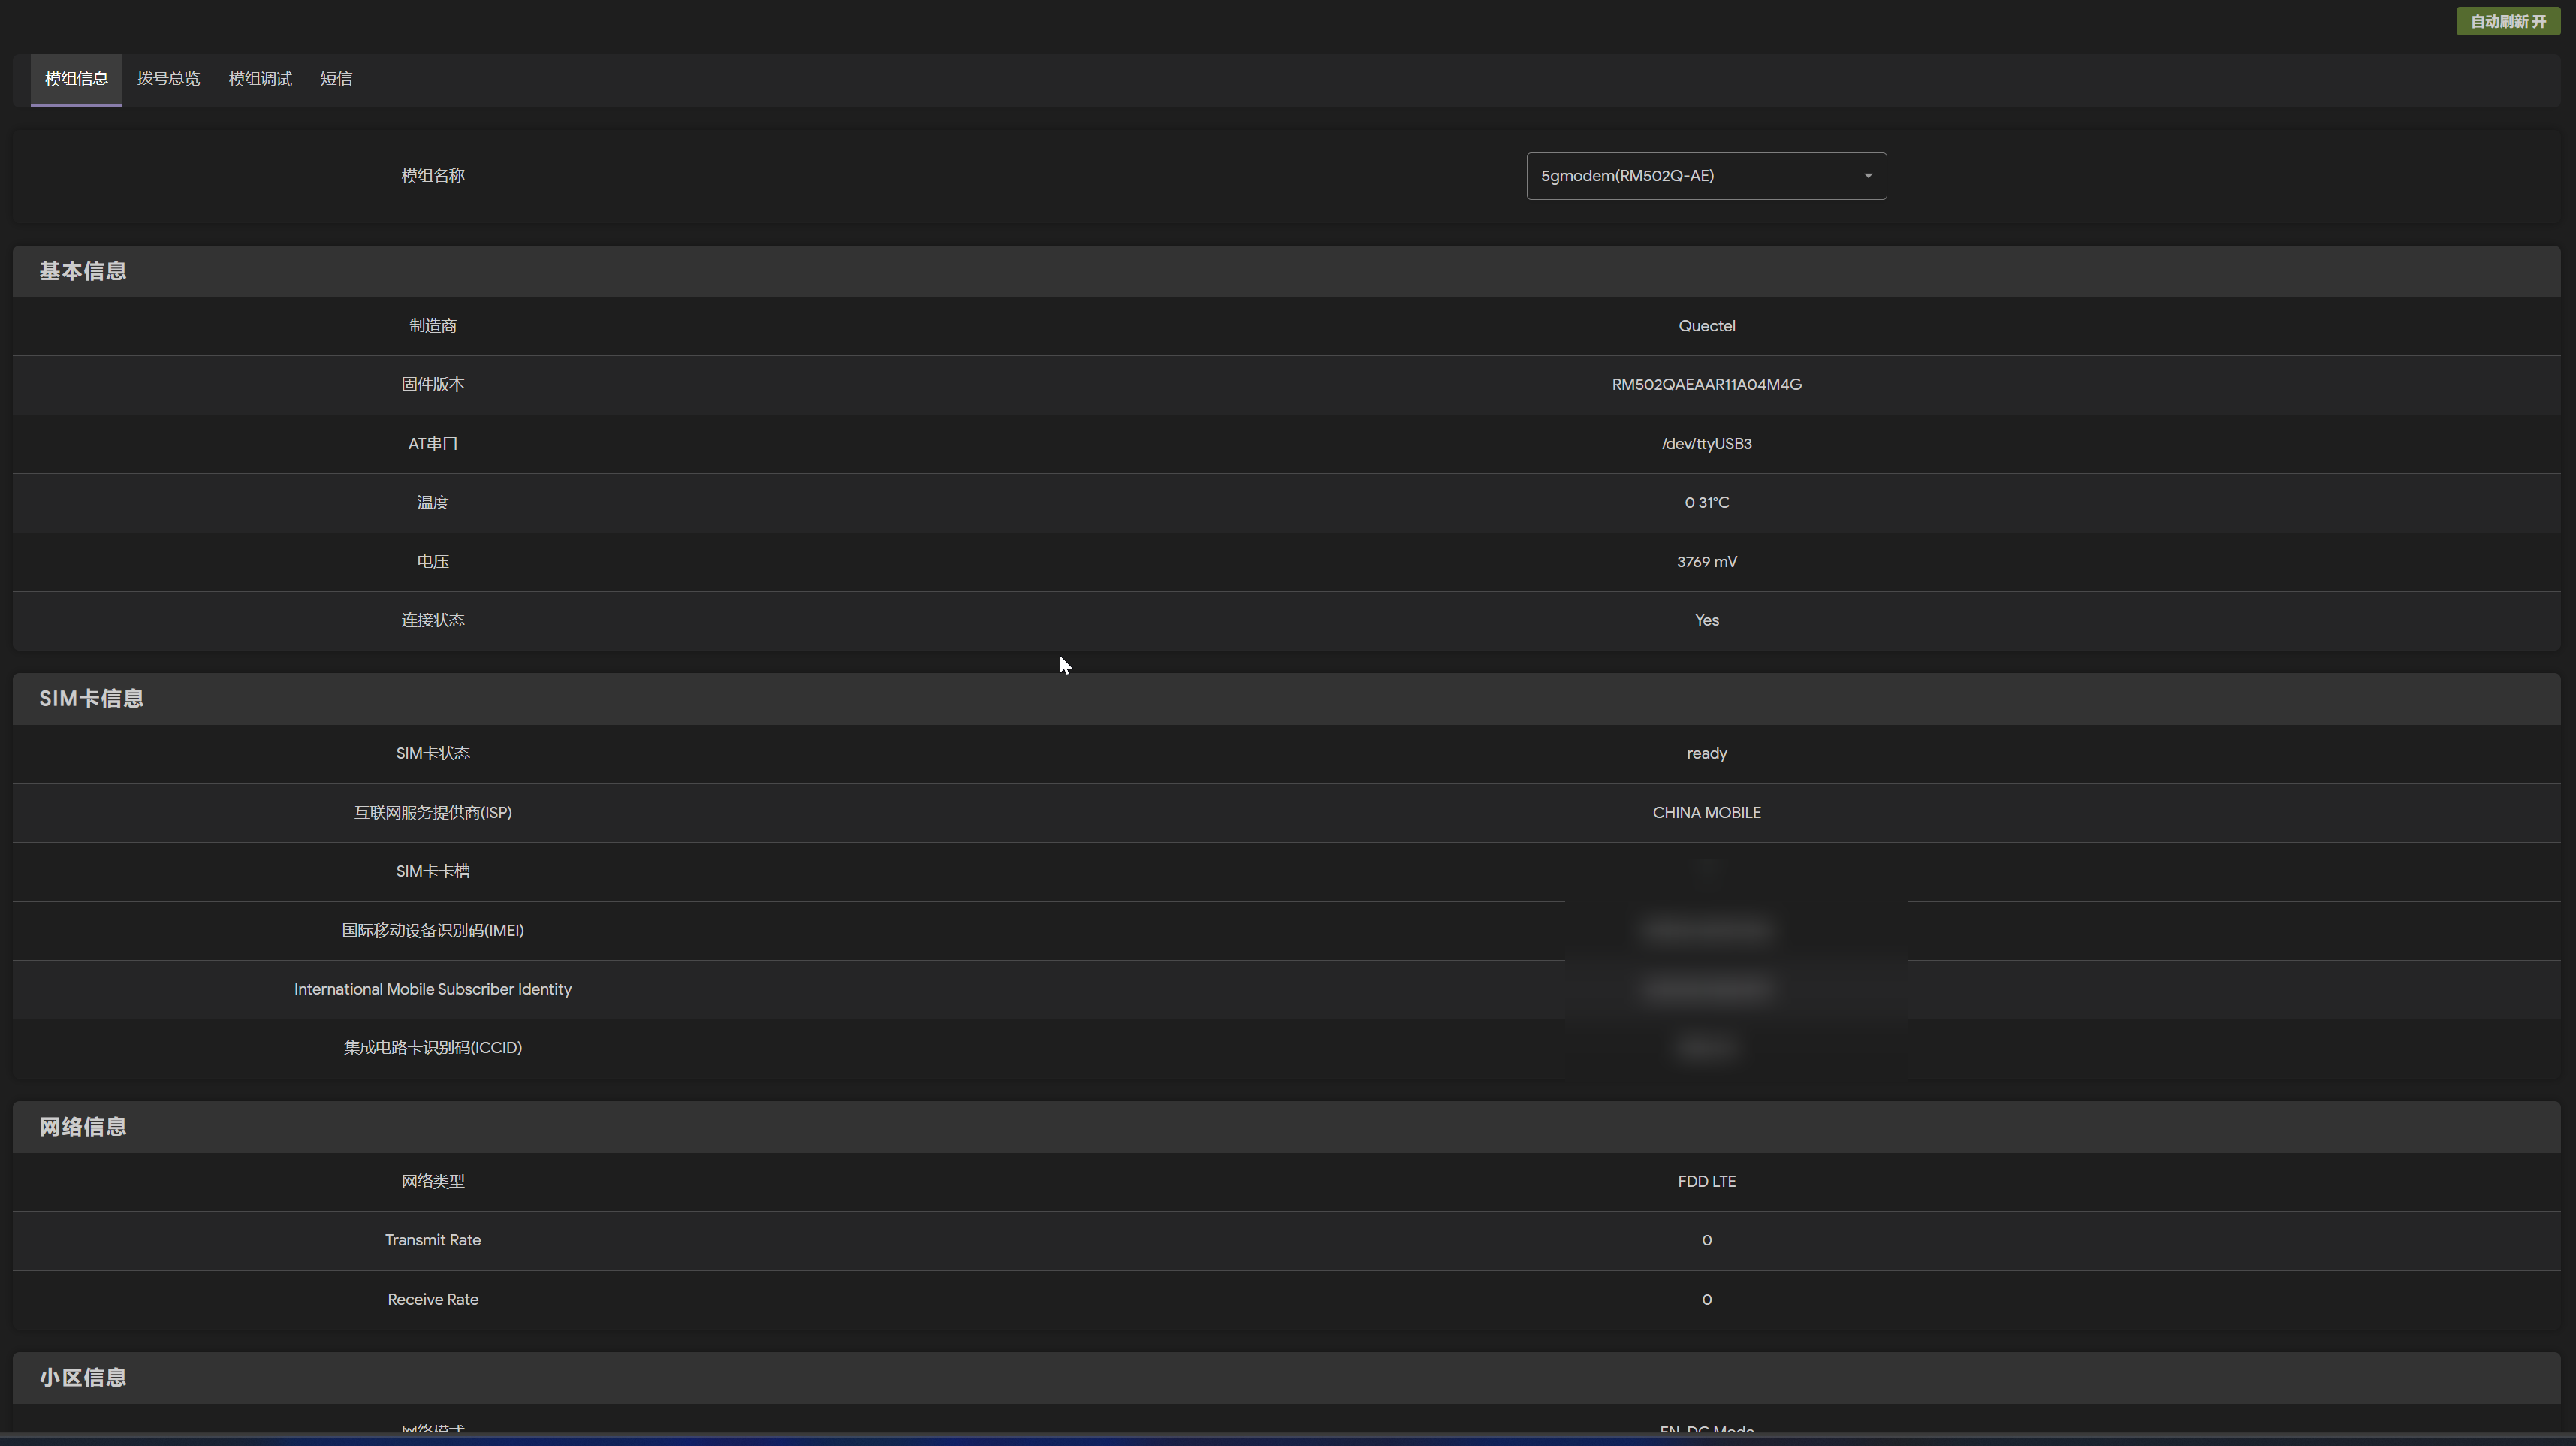 自动刷新 开
模组信息 拨号总览 模组调试 短信
模组名称 5gmodem(RM502Q-AE)
基本信息
制造商 Quectel
固件版本 RM502QAEAAR11A04M4G
AT串口 /dev/ttyUSB3
温度 0 31°C
电压 3769 mV
连接状态 Yes
SIM卡信息
SIM卡状态 ready
互联网服务提供商(ISP) CHINA MOBILE
SIM卡卡槽
国际移动设备识别码(IMEI)
International Mobile Subscriber Identity
集成电路卡识别码(ICCID)
网络信息
网络类型 FDD LTE
Transmit Rate 0
Receive Rate 0
小区信息
网络模式 EN-DC Mode